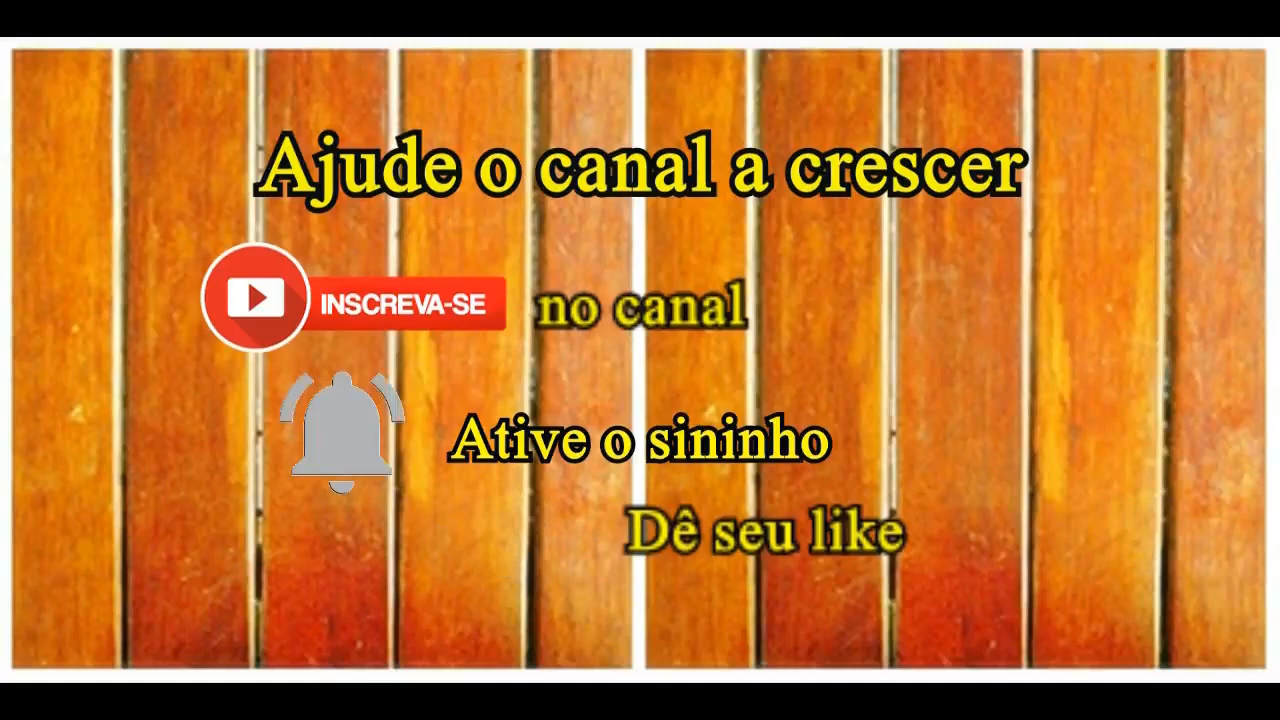 Ajude o canal a crescer
INSCREVA-SE no canal
Ative o sininho
Dê seu like